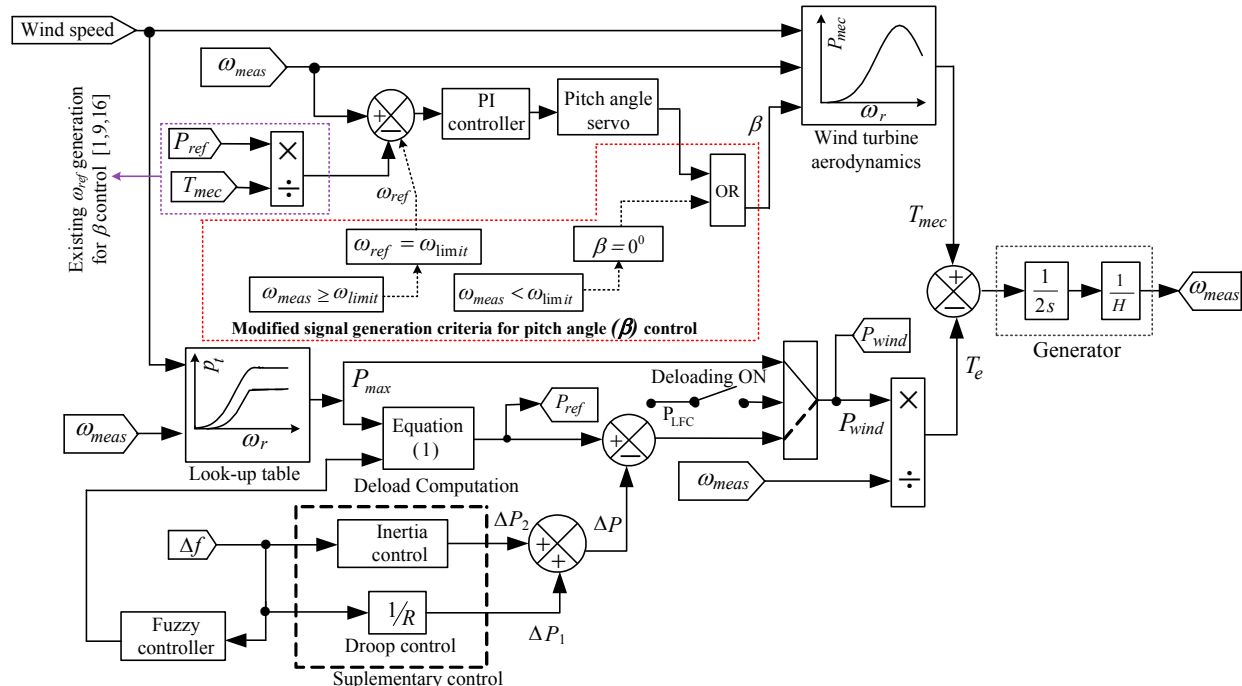 Wind speed
ω_meas
P_mec
ω_r
Wind turbine
aerodynamics
PI
controller
Pitch angle
servo
β
OR
P_ref
T_mec
×
÷
Existing ω_ref generation
for β control [1,9,16]
+
−
ω_ref
ω_ref = ω_limit
β = 0⁰
ω_meas ≥ ω_limit
ω_meas < ω_limit
Modified signal generation criteria for pitch angle (β) control
T_mec
+
−
1/2s
1/H
ω_meas
Generator
T_e
p_t
ω_r
Look-up table
ω_meas
P_max
Equation
(1)
Deload Computation
P_ref
+
−
Deloading ON
P_LFC
P_wind
P_wind
×
÷
ω_meas
Δf
Inertia
control
ΔP₂
+
+
ΔP
1/R
Droop control
ΔP₁
Fuzzy
controller
Suplementary control